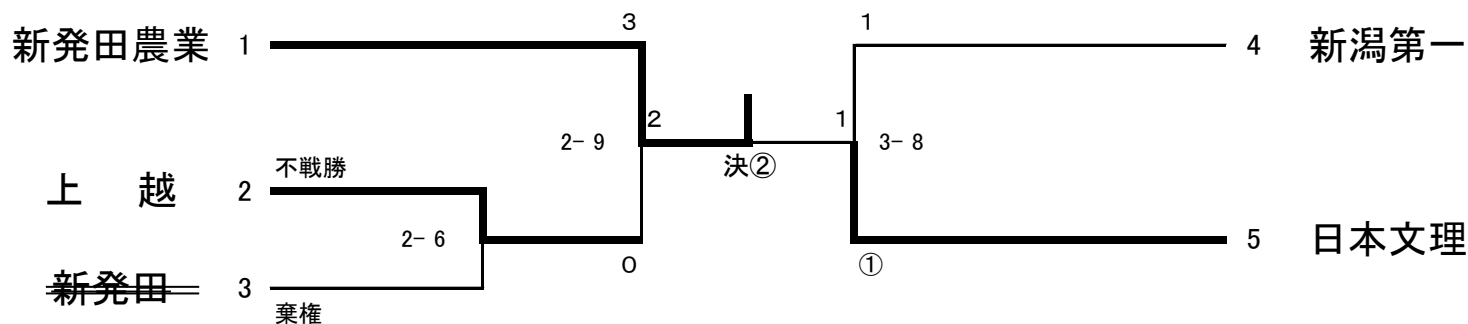 3 1
新発田農業 1 4 新潟第一
2 1
2- 9 3- 8
不戦勝 決②
上 越 2
2- 6 5 日本文理
0 ①
新発田 3
棄権